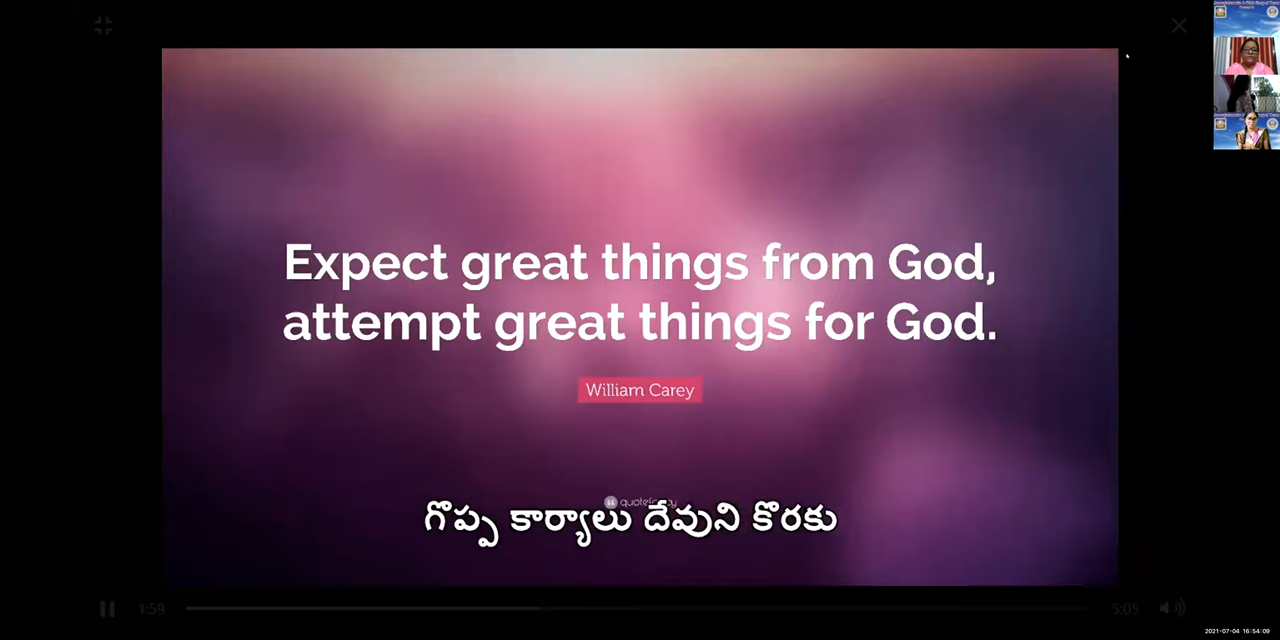 Expect great things from God,
attempt great things for God.
William Carey
గొప్ప కార్యాలు దేవుని కొరకు
1:59
5:05
2021-07-04 16:54:09